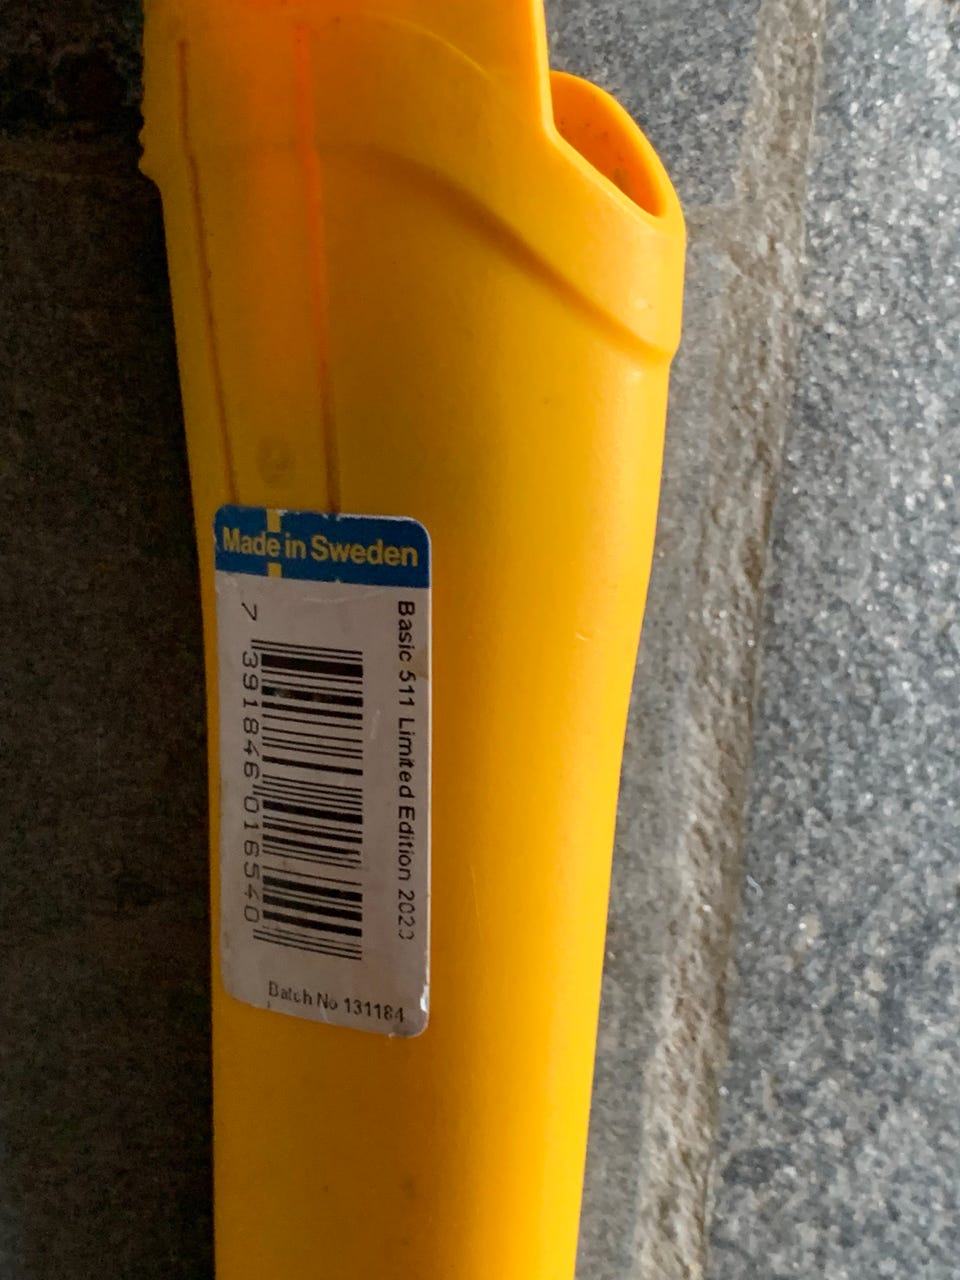 Made in Sweden
Basic 511 Limited Edition 2023
7 391846 016540
Batch No 131184